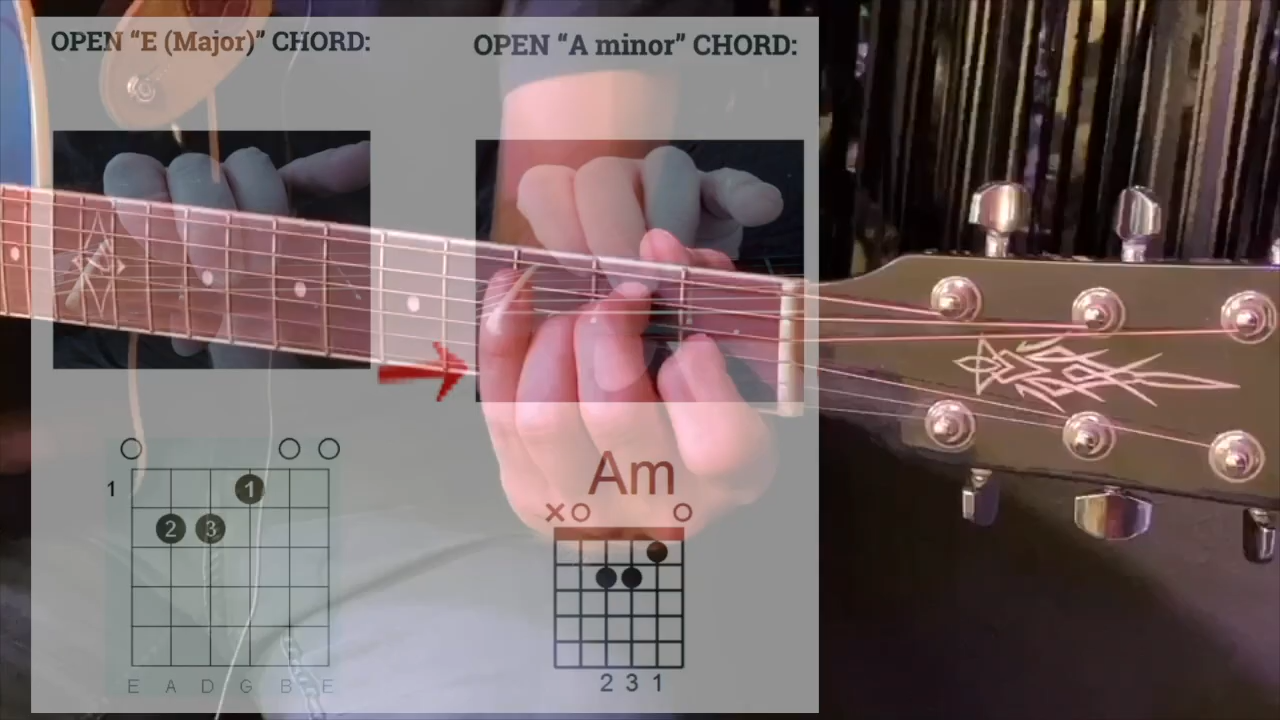 OPEN “E (Major)” CHORD:
OPEN “A minor” CHORD:
1
1
2 3
E A D G B E
Am
× O O
2 3 1